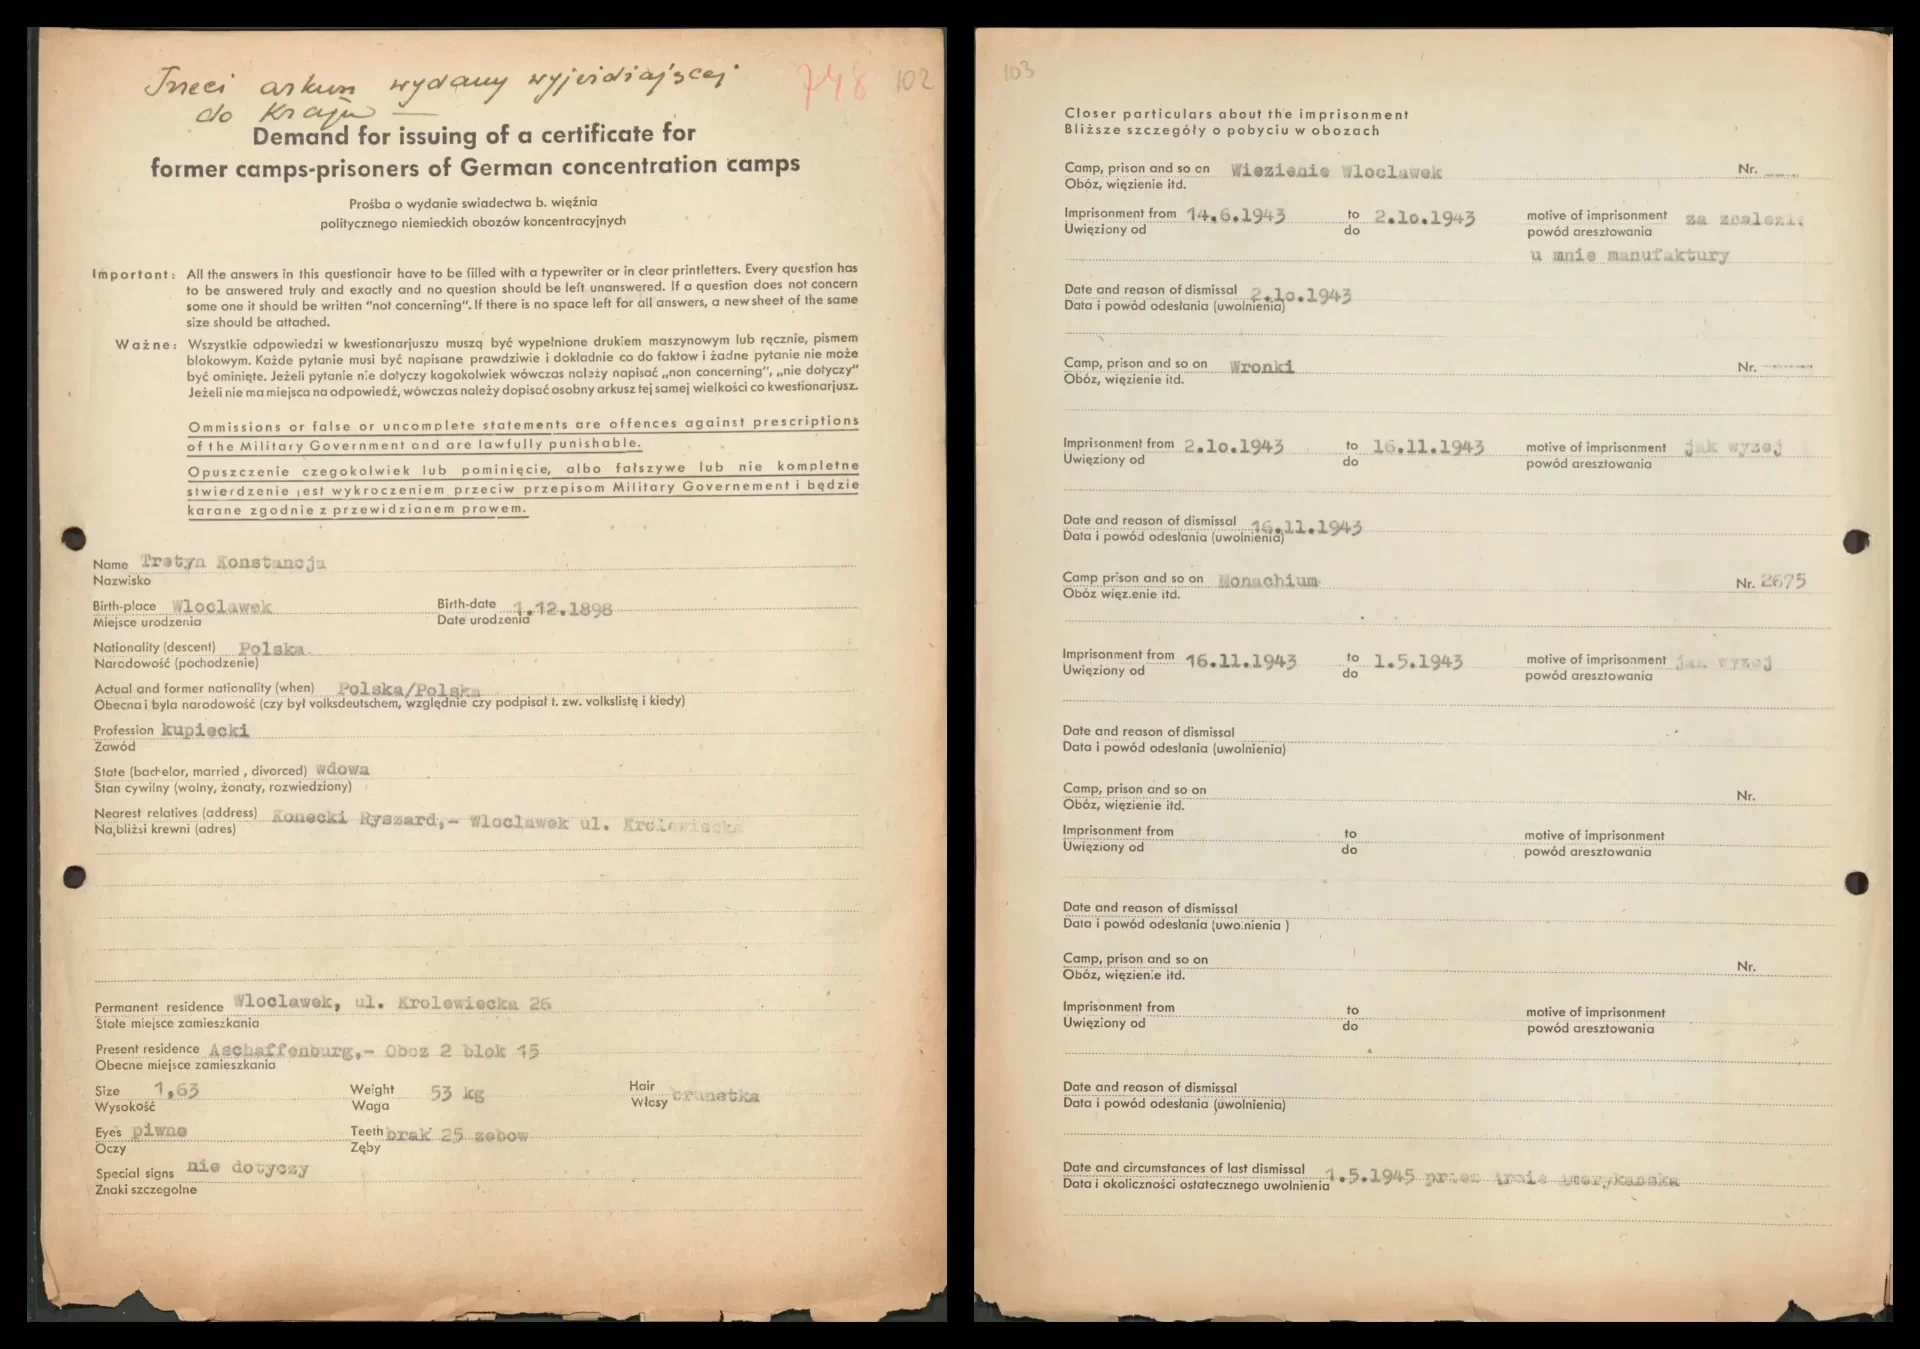 Trzeci arkusz wydany wyjeżdżającej
do Kraju —
748 102
Demand for issuing of a certificate for
former camps-prisoners of German concentration camps
Prośba o wydanie swiadectwa b. więźnia
politycznego niemieckich obozów koncentracyjnych
Important: All the answers in this questionair have to be filled with a typewriter or in clear printletters. Every question has
to be answered truly and exactly and no question should be left unanswered. If a question does not concern
some one it should be written "not concerning". If there is no space left for all answers, a new sheet of the same
size should be attached.
Ważne: Wszystkie odpowiedzi w kwestionarjuszu muszą być wypełnione drukiem maszynowym lub ręcznie, pismem
blokowym. Każde pytanie musi być napisane prawdziwie i dokładnie co do faktow i żadne pytanie nie może
być ominięte. Jeżeli pytanie nie dotyczy kogokolwiek wówczas należy napisać „non concerning", „nie dotyczy"
Jeżeli nie ma miejsca na odpowiedź, wówczas należy dopisać osobny arkusz tej samej wielkości co kwestionarjusz.
Ommissions or false or uncomplete statements are offences against prescriptions
of the Military Government and are lawfully punishable.
Opuszczenie czegokolwiek lub pominięcie, albo fałszywe lub nie kompletne
stwierdzenie jest wykroczeniem przeciw przepisom Military Governement i będzie
karane zgodnie z przewidzianem prawem.
Name Tretyn Konstancja
Nazwisko
Birth-place Wloclawek Birth-date 1.12.1898
Miejsce urodzenia Date urodzenia
Nationality (descent) Polska
Narodowość (pochodzenie)
Actual and former nationality (when) Polska/Polska
Obecna i byla narodowość (czy był volksdeutschem, względnie czy podpisał t. zw. volkslistę i kiedy)
Profession kupiecki
Zawód
State (bachelor, married , divorced) wdowa
Stan cywilny (wolny, żonaty, rozwiedziony)
Nearest relatives (address) Konecki Ryszard,- Wloclawek ul. Krolewiecka
Na,bliżsi krewni (adres)
Permanent residence Wloclawek, ul. Krolewiecka 26
Stałe miejsce zamieszkania
Present residence Aschaffenburg,- Oboz 2 blok 15
Obecne miejsce zamieszkania
Size 1,63 Weight 53 kg Hair brunetka
Wysokość Waga Włosy
Eyes piwne Teeth brak 25 zebow
Oczy Zęby
Special signs nie dotyczy
Znaki szczegolne
103
Closer particulars about the imprisonment
Bliższe szczegóły o pobyciu w obozach
Camp, prison and so on Wiezienie Wloclawek Nr. -----
Obóz, więzienie itd.
Imprisonment from 14.6.1943 to 2.10.1943 motive of imprisonment za znalezi.
Uwięziony od do powód aresztowania
u mnie manufaktury
Date and reason of dismissal 2.10.1943
Data i powód odesłania (uwolnienia)
Camp, prison and so on Wronki Nr. ------
Obóz, więzienie itd.
Imprisonment from 2.10.1943 to 16.11.1943 motive of imprisonment jak wyzej
Uwięziony od do powód aresztowania
Date and reason of dismissal 16.11.1943
Data i powód odesłania (uwolnienia)
Camp prison and so on Monachium Nr. 2675
Obóz więz.enie itd.
Imprisonment from 16.11.1943 to 1.5.1943 motive of imprisonment jak wyzej
Uwięziony od do powód aresztowania
Date and reason of dismissal
Data i powód odesłania (uwolnienia)
Camp, prison and so on Nr.
Obóz, więzienie itd.
Imprisonment from to motive of imprisonment
Uwięziony od do powód aresztowania
Date and reason of dismissal
Data i powód odesłania (uwo.nienia )
Camp, prison and so on Nr.
Obóz, więzien.e itd.
Imprisonment from to motive of imprisonment
Uwięziony od do powód aresztowania
Date and reason of dismissal
Data i powód odesłania (uwolnienia)
Date and circumstances of last dismissal 1.5.1945 przez Armie Amerykanska
Data i okoliczności ostatecznego uwolnienia